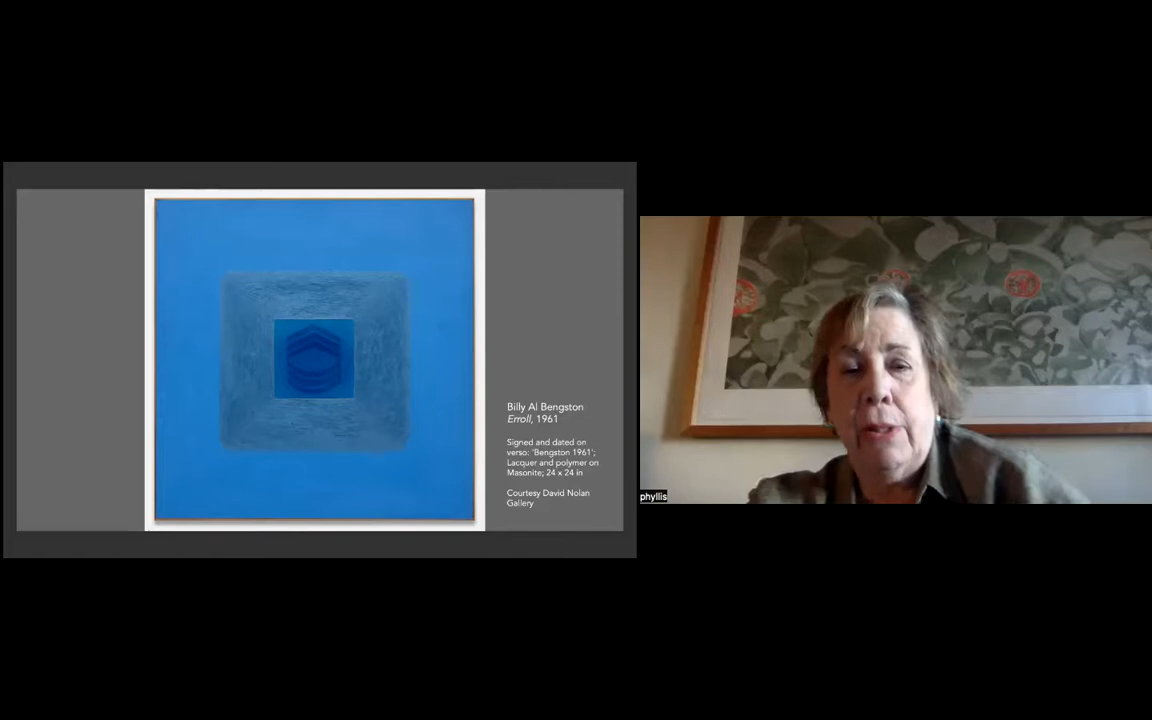 Billy Al Bengston
Erroll, 1961
Signed and dated on
verso: 'Bengston 1961';
Lacquer and polymer on
Masonite; 24 x 24 in
Courtesy David Nolan
Gallery
phyllis